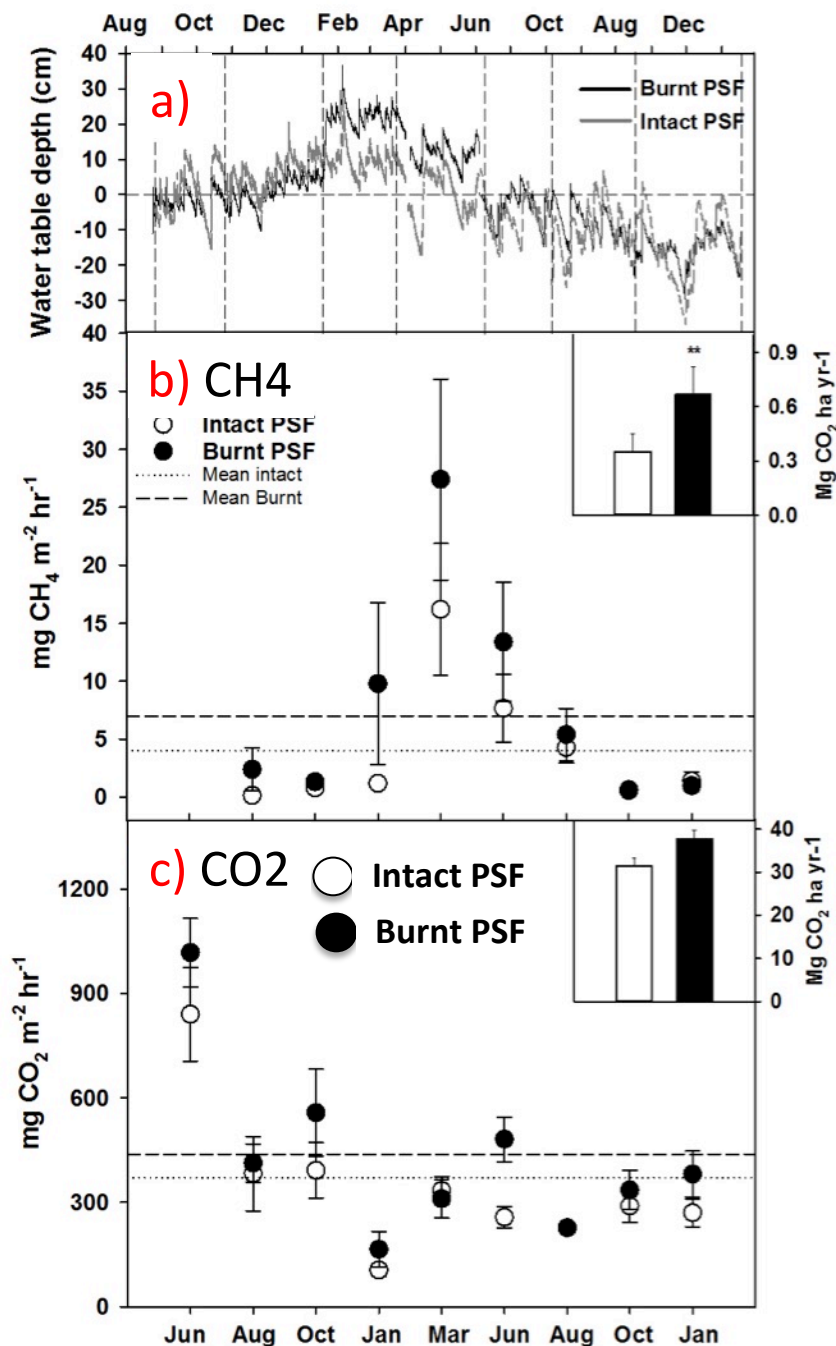 Aug Oct Dec Feb Apr Jun Oct Aug Dec
40
30
20
10
0
-10
-20
-30
Water table depth (cm)
a)
Burnt PSF
Intact PSF
40
35
30
25
20
15
10
5
0
mg CH4 m-2 hr-1
b) CH4
Intact PSF
Burnt PSF
Mean intact
Mean Burnt
**
0.9
0.6
0.3
0.0
Mg CO2 ha yr-1
1200
900
600
300
0
mg CO2 m-2 hr-1
c) CO2
Intact PSF
Burnt PSF
40
30
20
0
Mg CO2 ha yr-1
Jun Aug Oct Jan Mar Jun Aug Oct Jan